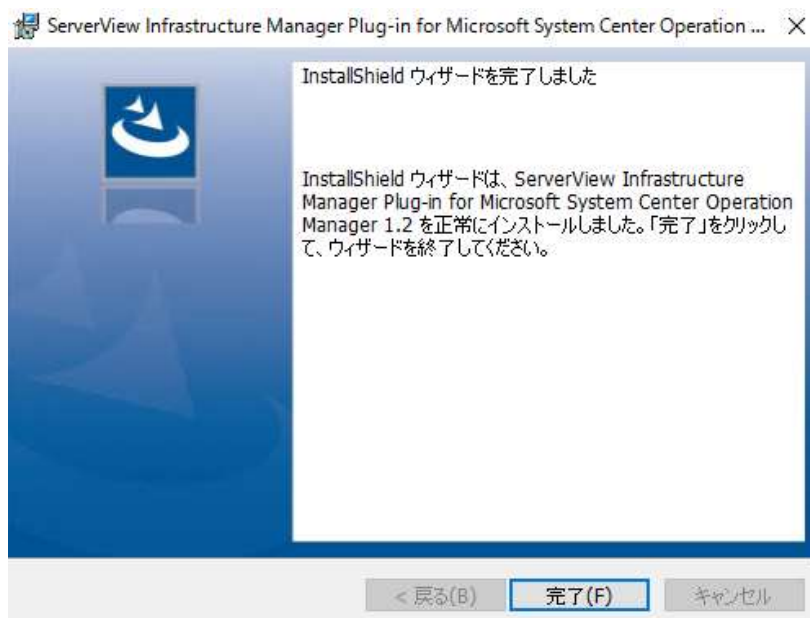 ServerView Infrastructure Manager Plug-in for Microsoft System Center Operation ...
InstallShield ウィザードを完了しました
InstallShield ウィザードは、ServerView Infrastructure
Manager Plug-in for Microsoft System Center Operation
Manager 1.2 を正常にインストールしました。「完了」をクリックし
て、ウィザードを終了してください。
< 戻る(B)
完了(F)
キャンセル